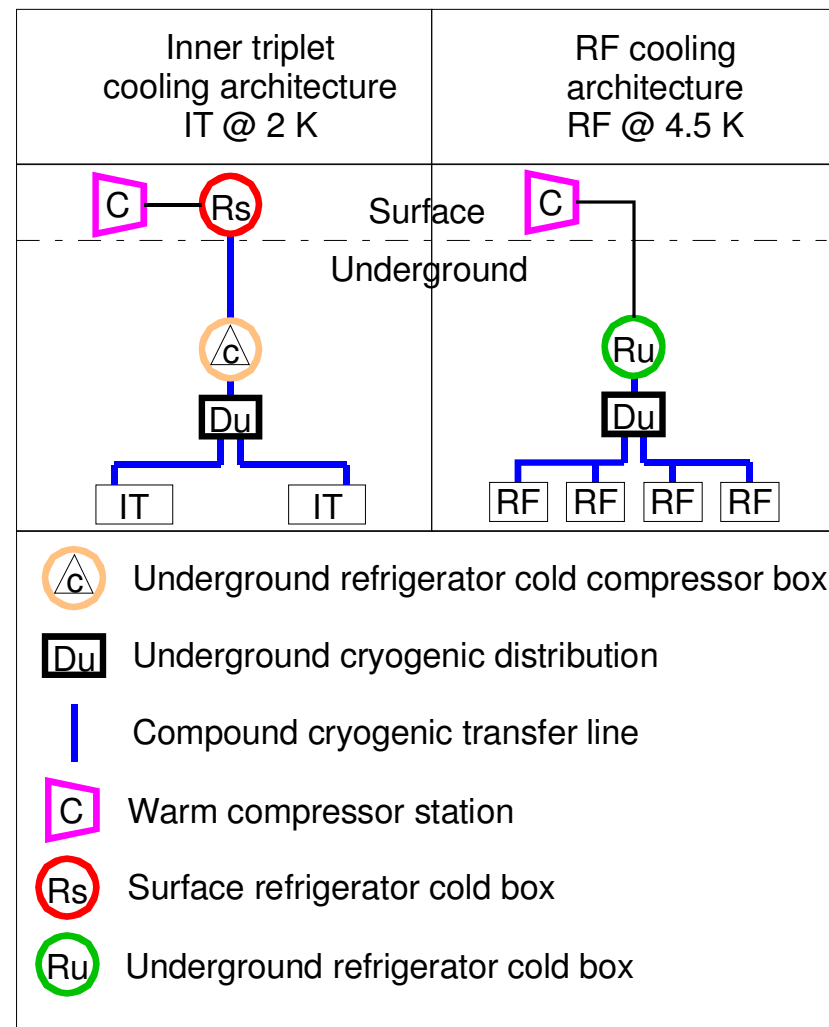 Inner triplet
cooling architecture
IT @ 2 K
RF cooling
architecture
RF @ 4.5 K
C
Rs
Surface
C
Underground
c
Ru
Du
Du
IT
IT
RF
RF
RF
RF
c
Underground refrigerator cold compressor box
Du
Underground cryogenic distribution
Compound cryogenic transfer line
C
Warm compressor station
Rs
Surface refrigerator cold box
Ru
Underground refrigerator cold box